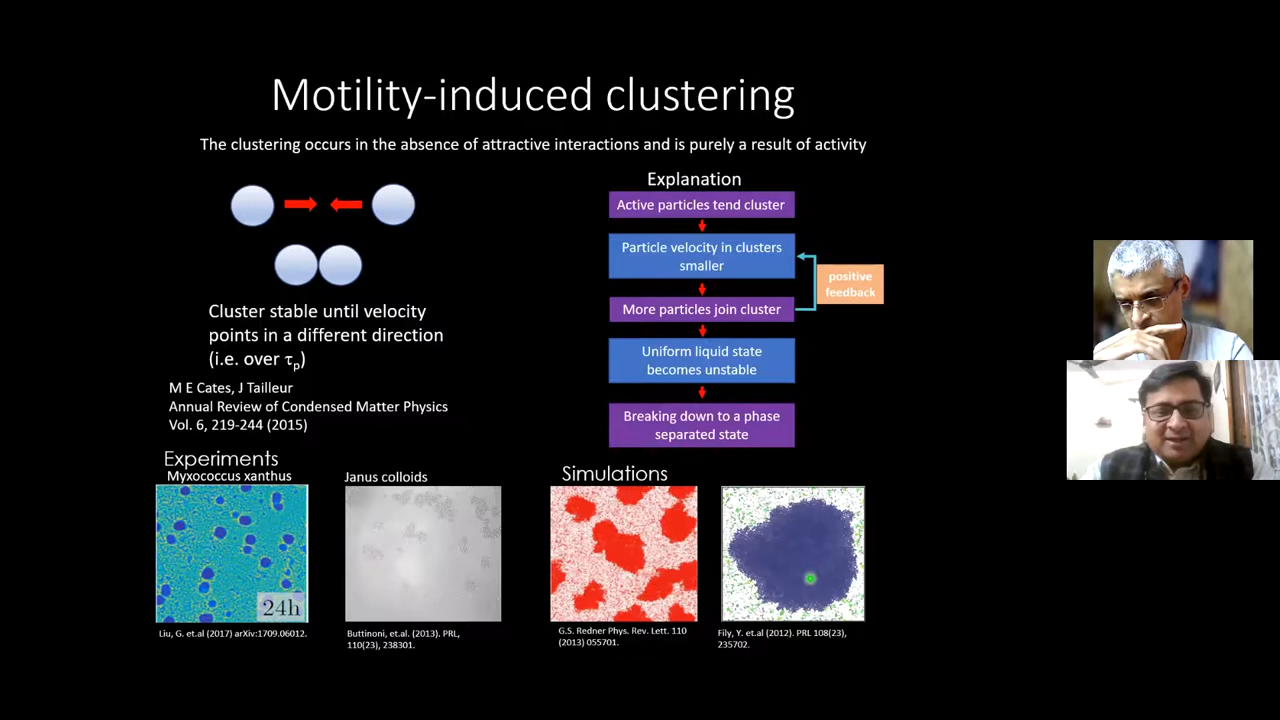 Motility-induced clustering
The clustering occurs in the absence of attractive interactions and is purely a result of activity
Cluster stable until velocity
points in a different direction
(i.e. over τp)
M E Cates, J Tailleur
Annual Review of Condensed Matter Physics
Vol. 6, 219-244 (2015)
Explanation
Active particles tend cluster
Particle velocity in clusters
smaller
More particles join cluster
positive
feedback
Uniform liquid state
becomes unstable
Breaking down to a phase
separated state
Experiments
Myxococcus xanthus
24h
Liu, G. et.al (2017) arXiv:1709.06012.
Janus colloids
Buttinoni, et.al. (2013). PRL,
110(23), 238301.
Simulations
G.S. Redner Phys. Rev. Lett. 110
(2013) 055701.
Fily, Y. et.al (2012). PRL 108(23),
235702.